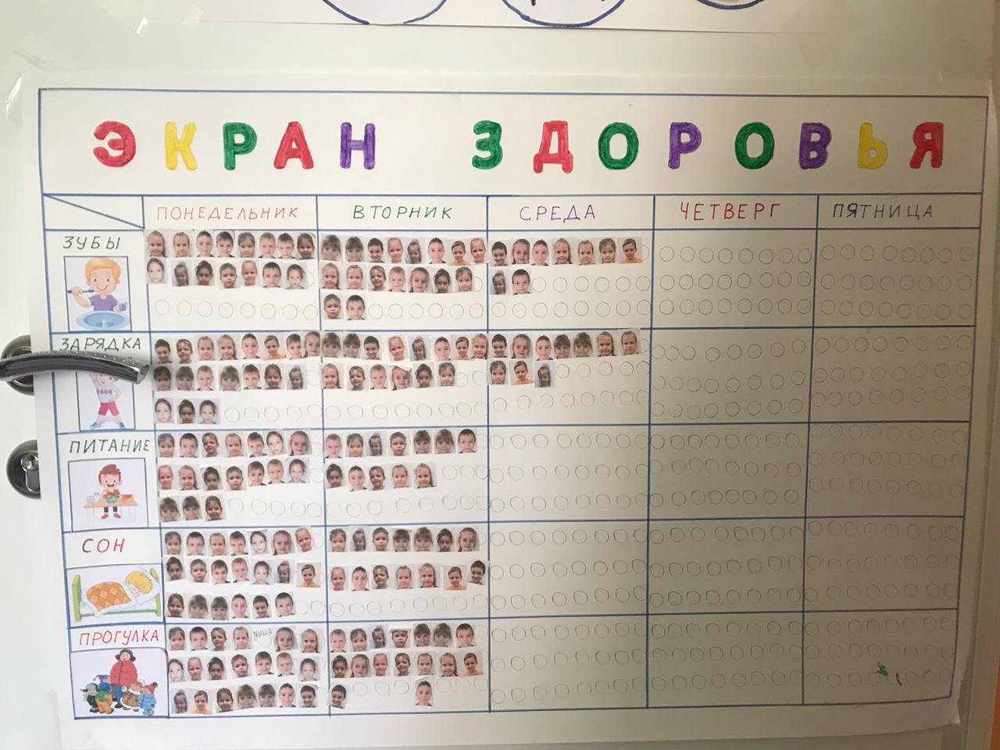 ЭКРАН ЗДОРОВЬЯ
ПОНЕДЕЛЬНИК ВТОРНИК СРЕДА ЧЕТВЕРГ ПЯТНИЦА
ЗУБЫ
ЗАРЯДКА
ПИТАНИЕ
СОН
ПРОГУЛКА
МИША